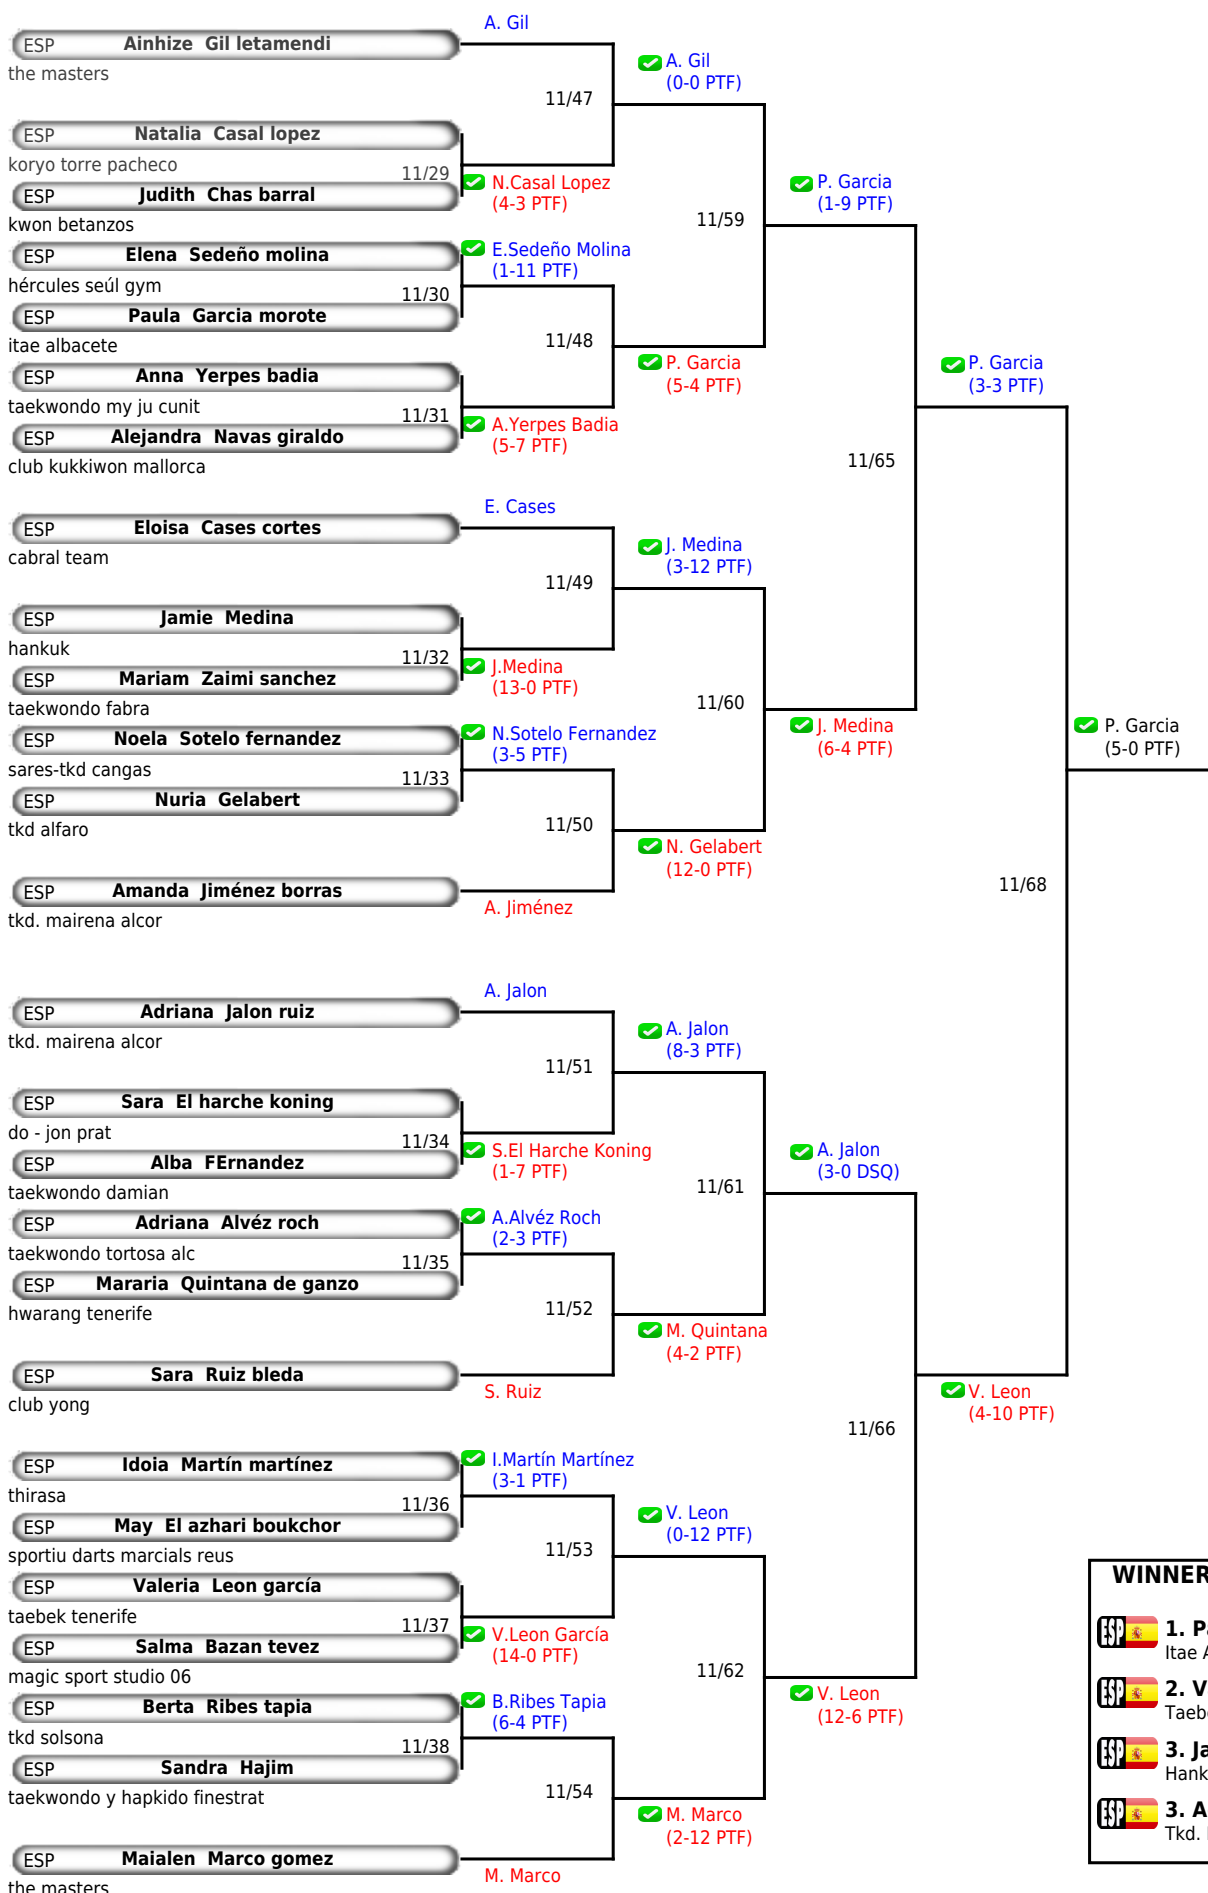 A. Gil
ESP Ainhize Gil letamendi
the masters
A. Gil
(0-0 PTF)
11/47
ESP Natalia Casal lopez
koryo torre pacheco
11/29
N.Casal Lopez
(4-3 PTF)
ESP Judith Chas barral
kwon betanzos
P. Garcia
(1-9 PTF)
11/59
ESP Elena Sedeño molina
hércules seúl gym
E.Sedeño Molina
(1-11 PTF)
11/30
ESP Paula Garcia morote
itae albacete
11/48
P. Garcia
(5-4 PTF)
ESP Anna Yerpes badia
taekwondo my ju cunit
11/31
A.Yerpes Badia
(5-7 PTF)
ESP Alejandra Navas giraldo
club kukkiwon mallorca
P. Garcia
(3-3 PTF)
11/65
E. Cases
ESP Eloisa Cases cortes
cabral team
J. Medina
(3-12 PTF)
11/49
ESP Jamie Medina
hankuk
11/32
J.Medina
(13-0 PTF)
ESP Mariam Zaimi sanchez
taekwondo fabra
11/60
J. Medina
(6-4 PTF)
ESP Noela Sotelo fernandez
sares-tkd cangas
N.Sotelo Fernandez
(3-5 PTF)
11/33
ESP Nuria Gelabert
tkd alfaro
11/50
N. Gelabert
(12-0 PTF)
ESP Amanda Jiménez borras
tkd. mairena alcor
A. Jiménez
P. Garcia
(5-0 PTF)
11/68
A. Jalon
ESP Adriana Jalon ruiz
tkd. mairena alcor
A. Jalon
(8-3 PTF)
11/51
ESP Sara El harche koning
do - jon prat
11/34
S.El Harche Koning
(1-7 PTF)
ESP Alba FErnandez
taekwondo damian
A. Jalon
(3-0 DSQ)
11/61
ESP Adriana Alvéz roch
taekwondo tortosa alc
A.Alvéz Roch
(2-3 PTF)
11/35
ESP Mararia Quintana de ganzo
hwarang tenerife
11/52
M. Quintana
(4-2 PTF)
ESP Sara Ruiz bleda
club yong
S. Ruiz
V. Leon
(4-10 PTF)
11/66
ESP Idoia Martín martínez
thirasa
I.Martín Martínez
(3-1 PTF)
11/36
ESP May El azhari boukchor
sportiu darts marcials reus
V. Leon
(0-12 PTF)
11/53
ESP Valeria Leon garcía
taebek tenerife
11/37
V.Leon García
(14-0 PTF)
ESP Salma Bazan tevez
magic sport studio 06
11/62
V. Leon
(12-6 PTF)
ESP Berta Ribes tapia
tkd solsona
B.Ribes Tapia
(6-4 PTF)
11/38
ESP Sandra Hajim
taekwondo y hapkido finestrat
11/54
M. Marco
(2-12 PTF)
ESP Maialen Marco gomez
the masters
M. Marco
WINNER
ESP 1. Pa
Itae A
ESP 2. V
Taeb
ESP 3. Ja
Hank
ESP 3. A
Tkd.